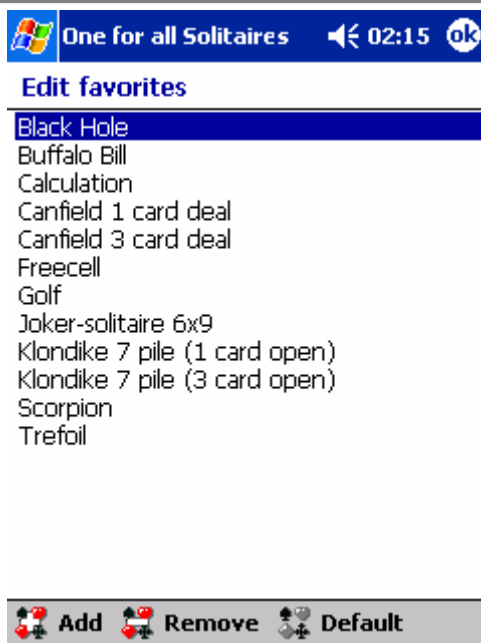 One for all Solitaires 02:15 ok
Edit favorites
Black Hole
Buffalo Bill
Calculation
Canfield 1 card deal
Canfield 3 card deal
Freecell
Golf
Joker-solitaire 6x9
Klondike 7 pile (1 card open)
Klondike 7 pile (3 card open)
Scorpion
Trefoil
Add Remove Default